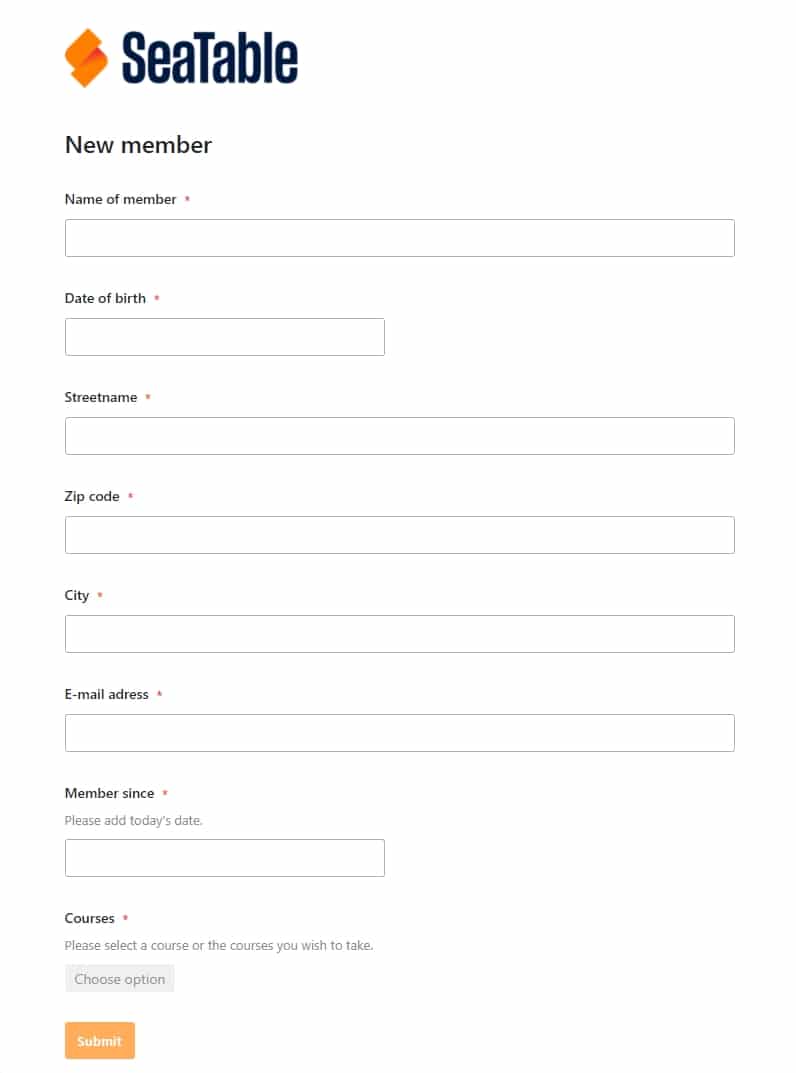 SeaTable
New member
Name of member *
Date of birth *
Streetname *
Zip code *
City *
E-mail adress *
Member since *
Please add today's date.
Courses *
Please select a course or the courses you wish to take.
Choose option
Submit